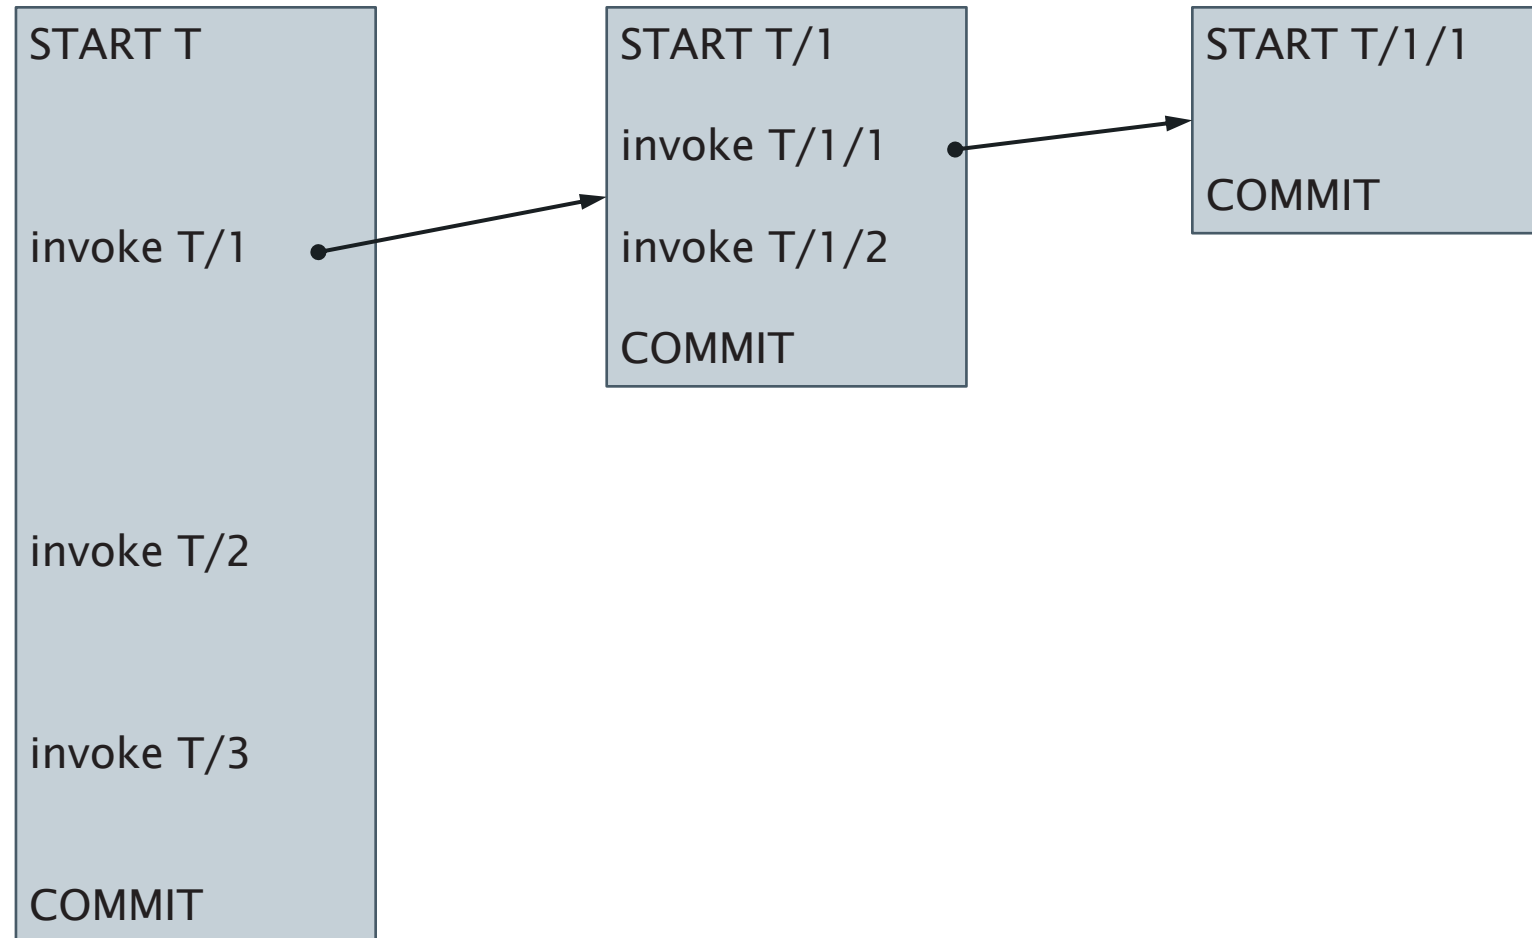 START T
invoke T/1
invoke T/2
invoke T/3
COMMIT
START T/1
invoke T/1/1
invoke T/1/2
COMMIT
START T/1/1
COMMIT